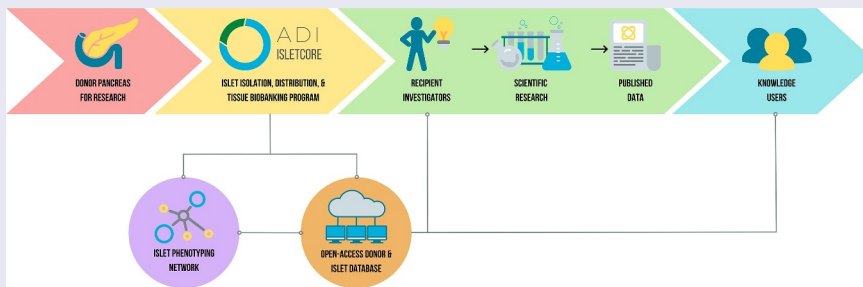 DONOR PANCREAS
FOR RESEARCH
ADI
ISLETCORE
ISLET ISOLATION, DISTRIBUTION, &
TISSUE BIOBANKING PROGRAM
RECIPIENT
INVESTIGATORS
SCIENTIFIC
RESEARCH
PUBLISHED
DATA
KNOWLEDGE
USERS
ISLET PHENOTYPING
NETWORK
OPEN-ACCESS DONOR &
ISLET DATABASE